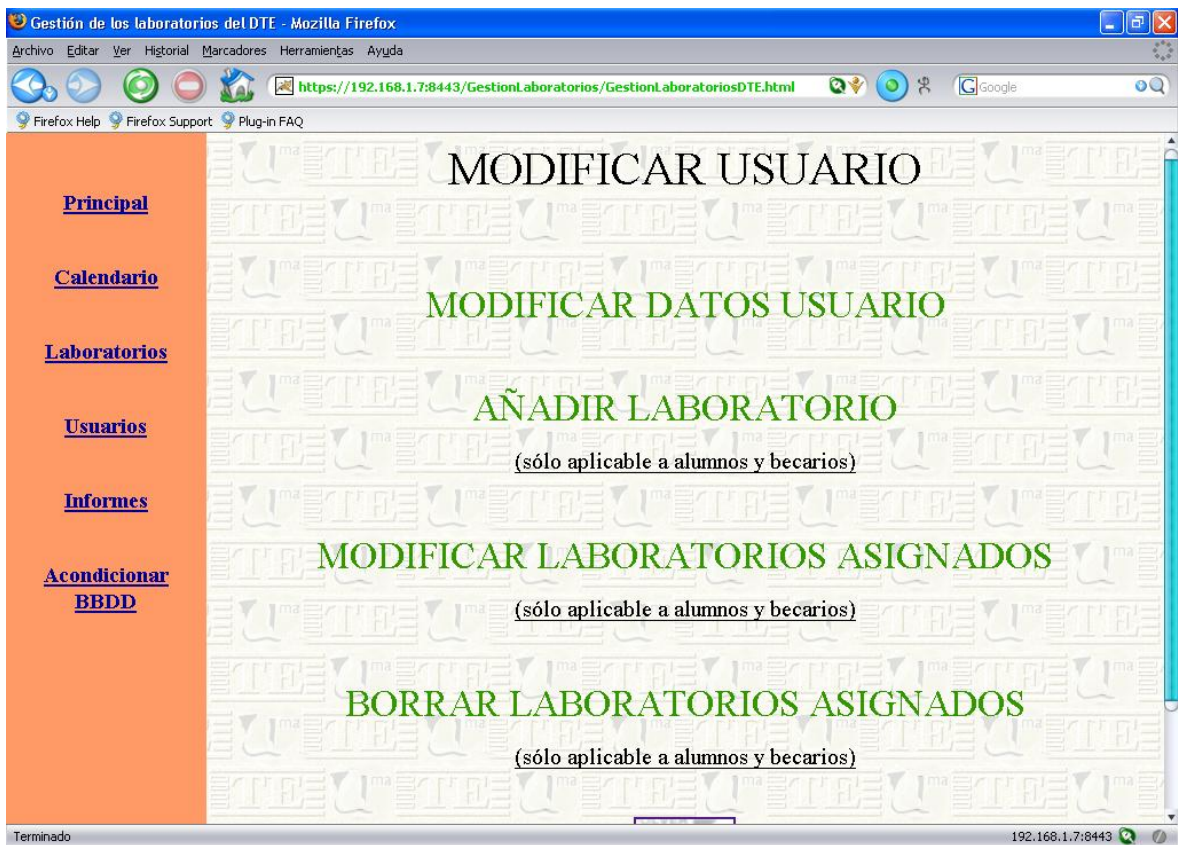 Gestión de los laboratorios del DTE - Mozilla Firefox
Archivo Editar Ver Historial Marcadores Herramientas Ayuda
https://192.168.1.7:8443/GestionLaboratorios/GestionLaboratoriosDTE.html
G Google
Firefox Help Firefox Support Plug-in FAQ
Principal
Calendario
Laboratorios
Usuarios
Informes
Acondicionar
BBDD
MODIFICAR USUARIO
MODIFICAR DATOS USUARIO
AÑADIR LABORATORIO
(sólo aplicable a alumnos y becarios)
MODIFICAR LABORATORIOS ASIGNADOS
(sólo aplicable a alumnos y becarios)
BORRAR LABORATORIOS ASIGNADOS
(sólo aplicable a alumnos y becarios)
Terminado
192.168.1.7:8443